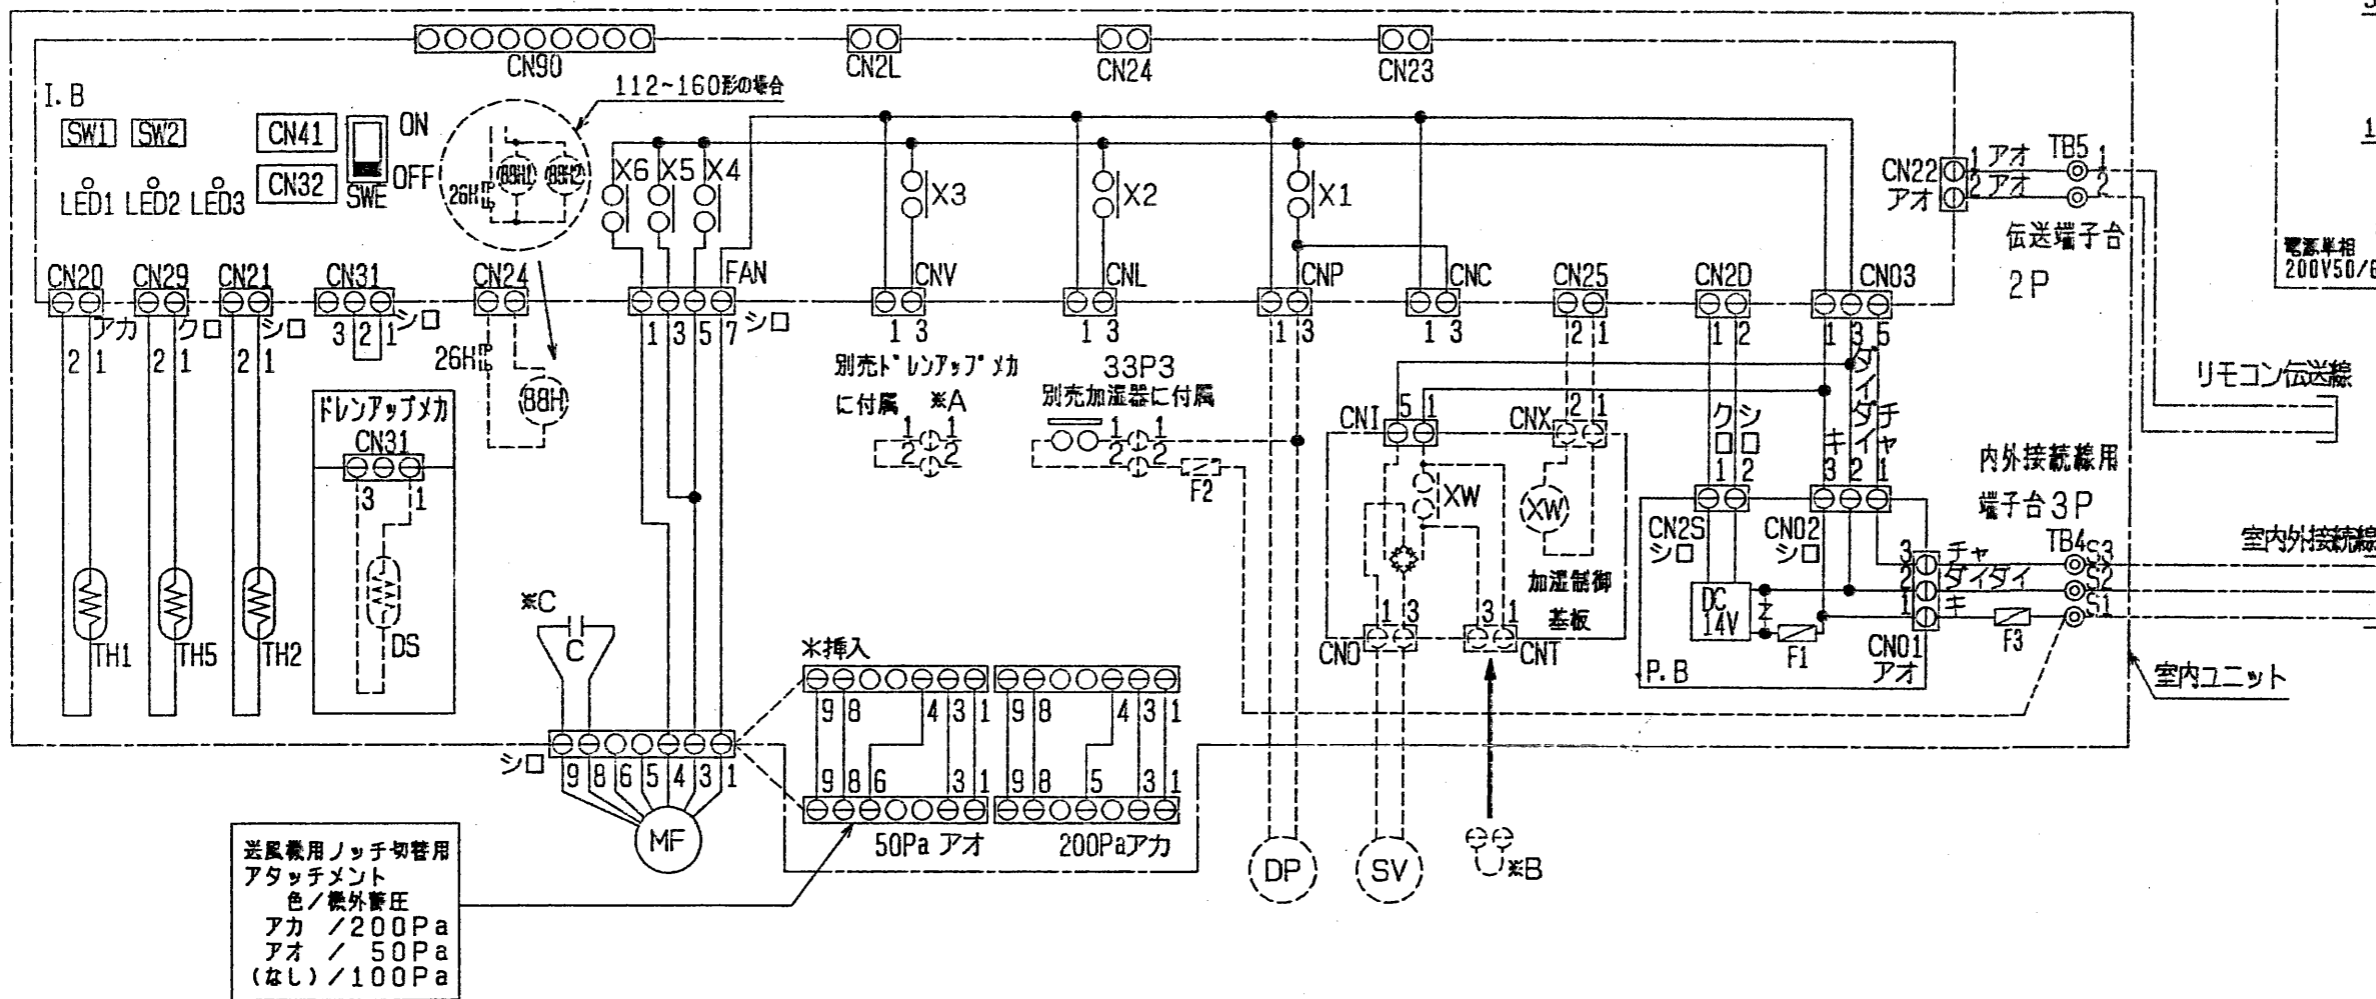 CN90
CN2L
CN24
CN23
I.B
SW1 SW2
CN41
CN32
ON
OFF
SWE
LED1 LED2 LED3
112~160形の場合
26H
88H1 88H2
X6 X5 X4
X3
X2
X1
CN22
アオ
1 アオ
2 アオ
TB5
1
2
伝送端子台
2P
電源単相
CN20
CN29
CN21
CN31
CN24
FAN
CNV
CNL
CNP
CNC
CN25
CN2D
CN03
アカ
クロ
シロ
シロ
シロ
2 1
2 1
2 1
3 2 1
1 3 5 7
1 3
1 3
1 3
1 3
2 1
1 2
1 3 5
26H
88H
別売ドレンアップメカ
に付属 ※A
1 1
2 2
33P3
別売加湿器に付属
1 1
2 2
F2
ドレンアップメカ
CN31
3 1
DS
TH1
TH5
TH2
CNI
5 1
CNX
2 1
XW
XW
加湿制御
基板
CNO
1 3
3 1
CNT
クロ
シロ
キ
ダイダイ
チャ
1 2
3 2 1
CN2S
シロ
CN02
シロ
DC
14V
F1
P.B
CN01
アオ
3 チャ
2 ダイダイ
1 キ
F3
内外接続線用
端子台3P
TB4
S3
S2
S1
リモコン伝送線
室内外接続線
室内ユニット
※C
C
シロ
9 8 6 5 4 3 1
MF
*挿入
9 8 4 3 1
9 8 6 3 1
50Pa アオ
9 8 4 3 1
9 8 5 3 1
200Paアカ
DP
SV
※B
送風機用ノッチ切替用
アタッチメント
色/機外静圧
アカ /200Pa
アオ / 50Pa
(なし)/100Pa